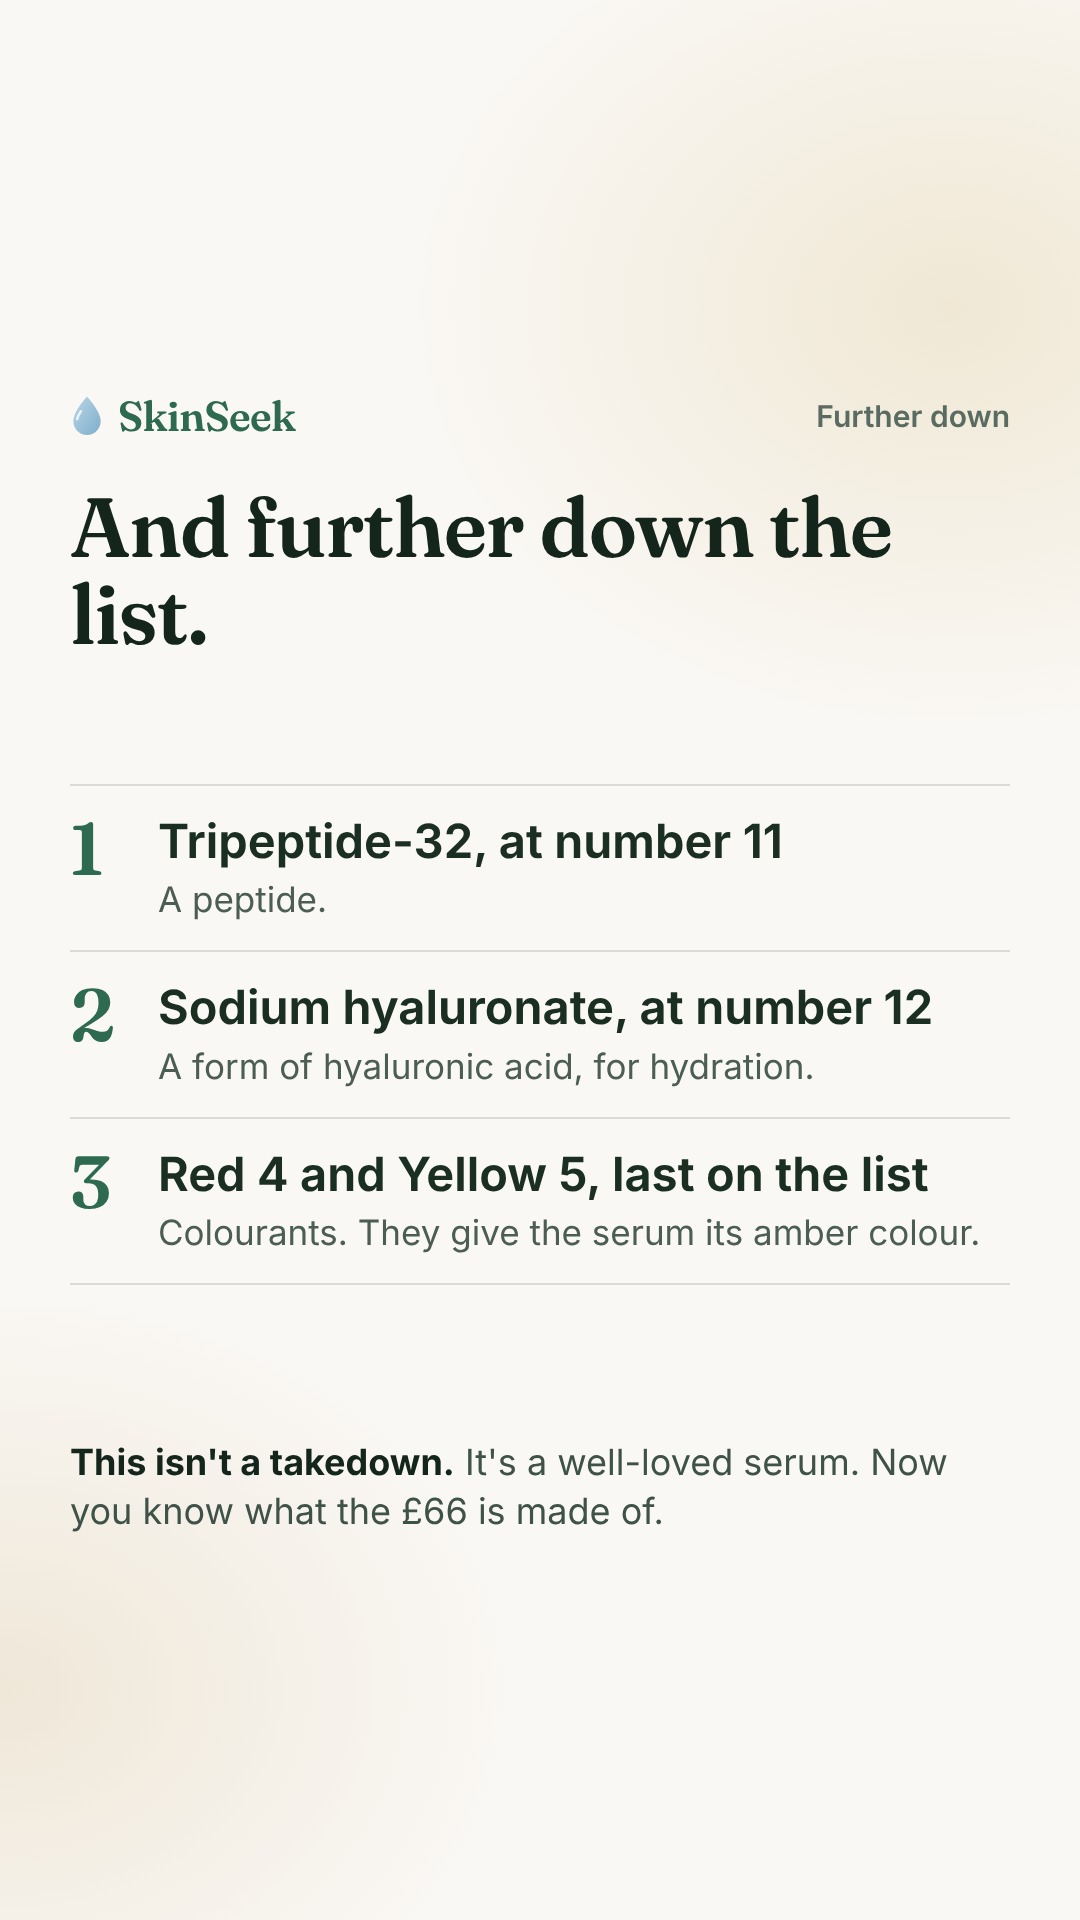 SkinSeek
Further down
And further down the
list.
1
Tripeptide-32, at number 11
A peptide.
2
Sodium hyaluronate, at number 12
A form of hyaluronic acid, for hydration.
3
Red 4 and Yellow 5, last on the list
Colourants. They give the serum its amber colour.
This isn't a takedown. It's a well-loved serum. Now
you know what the £66 is made of.